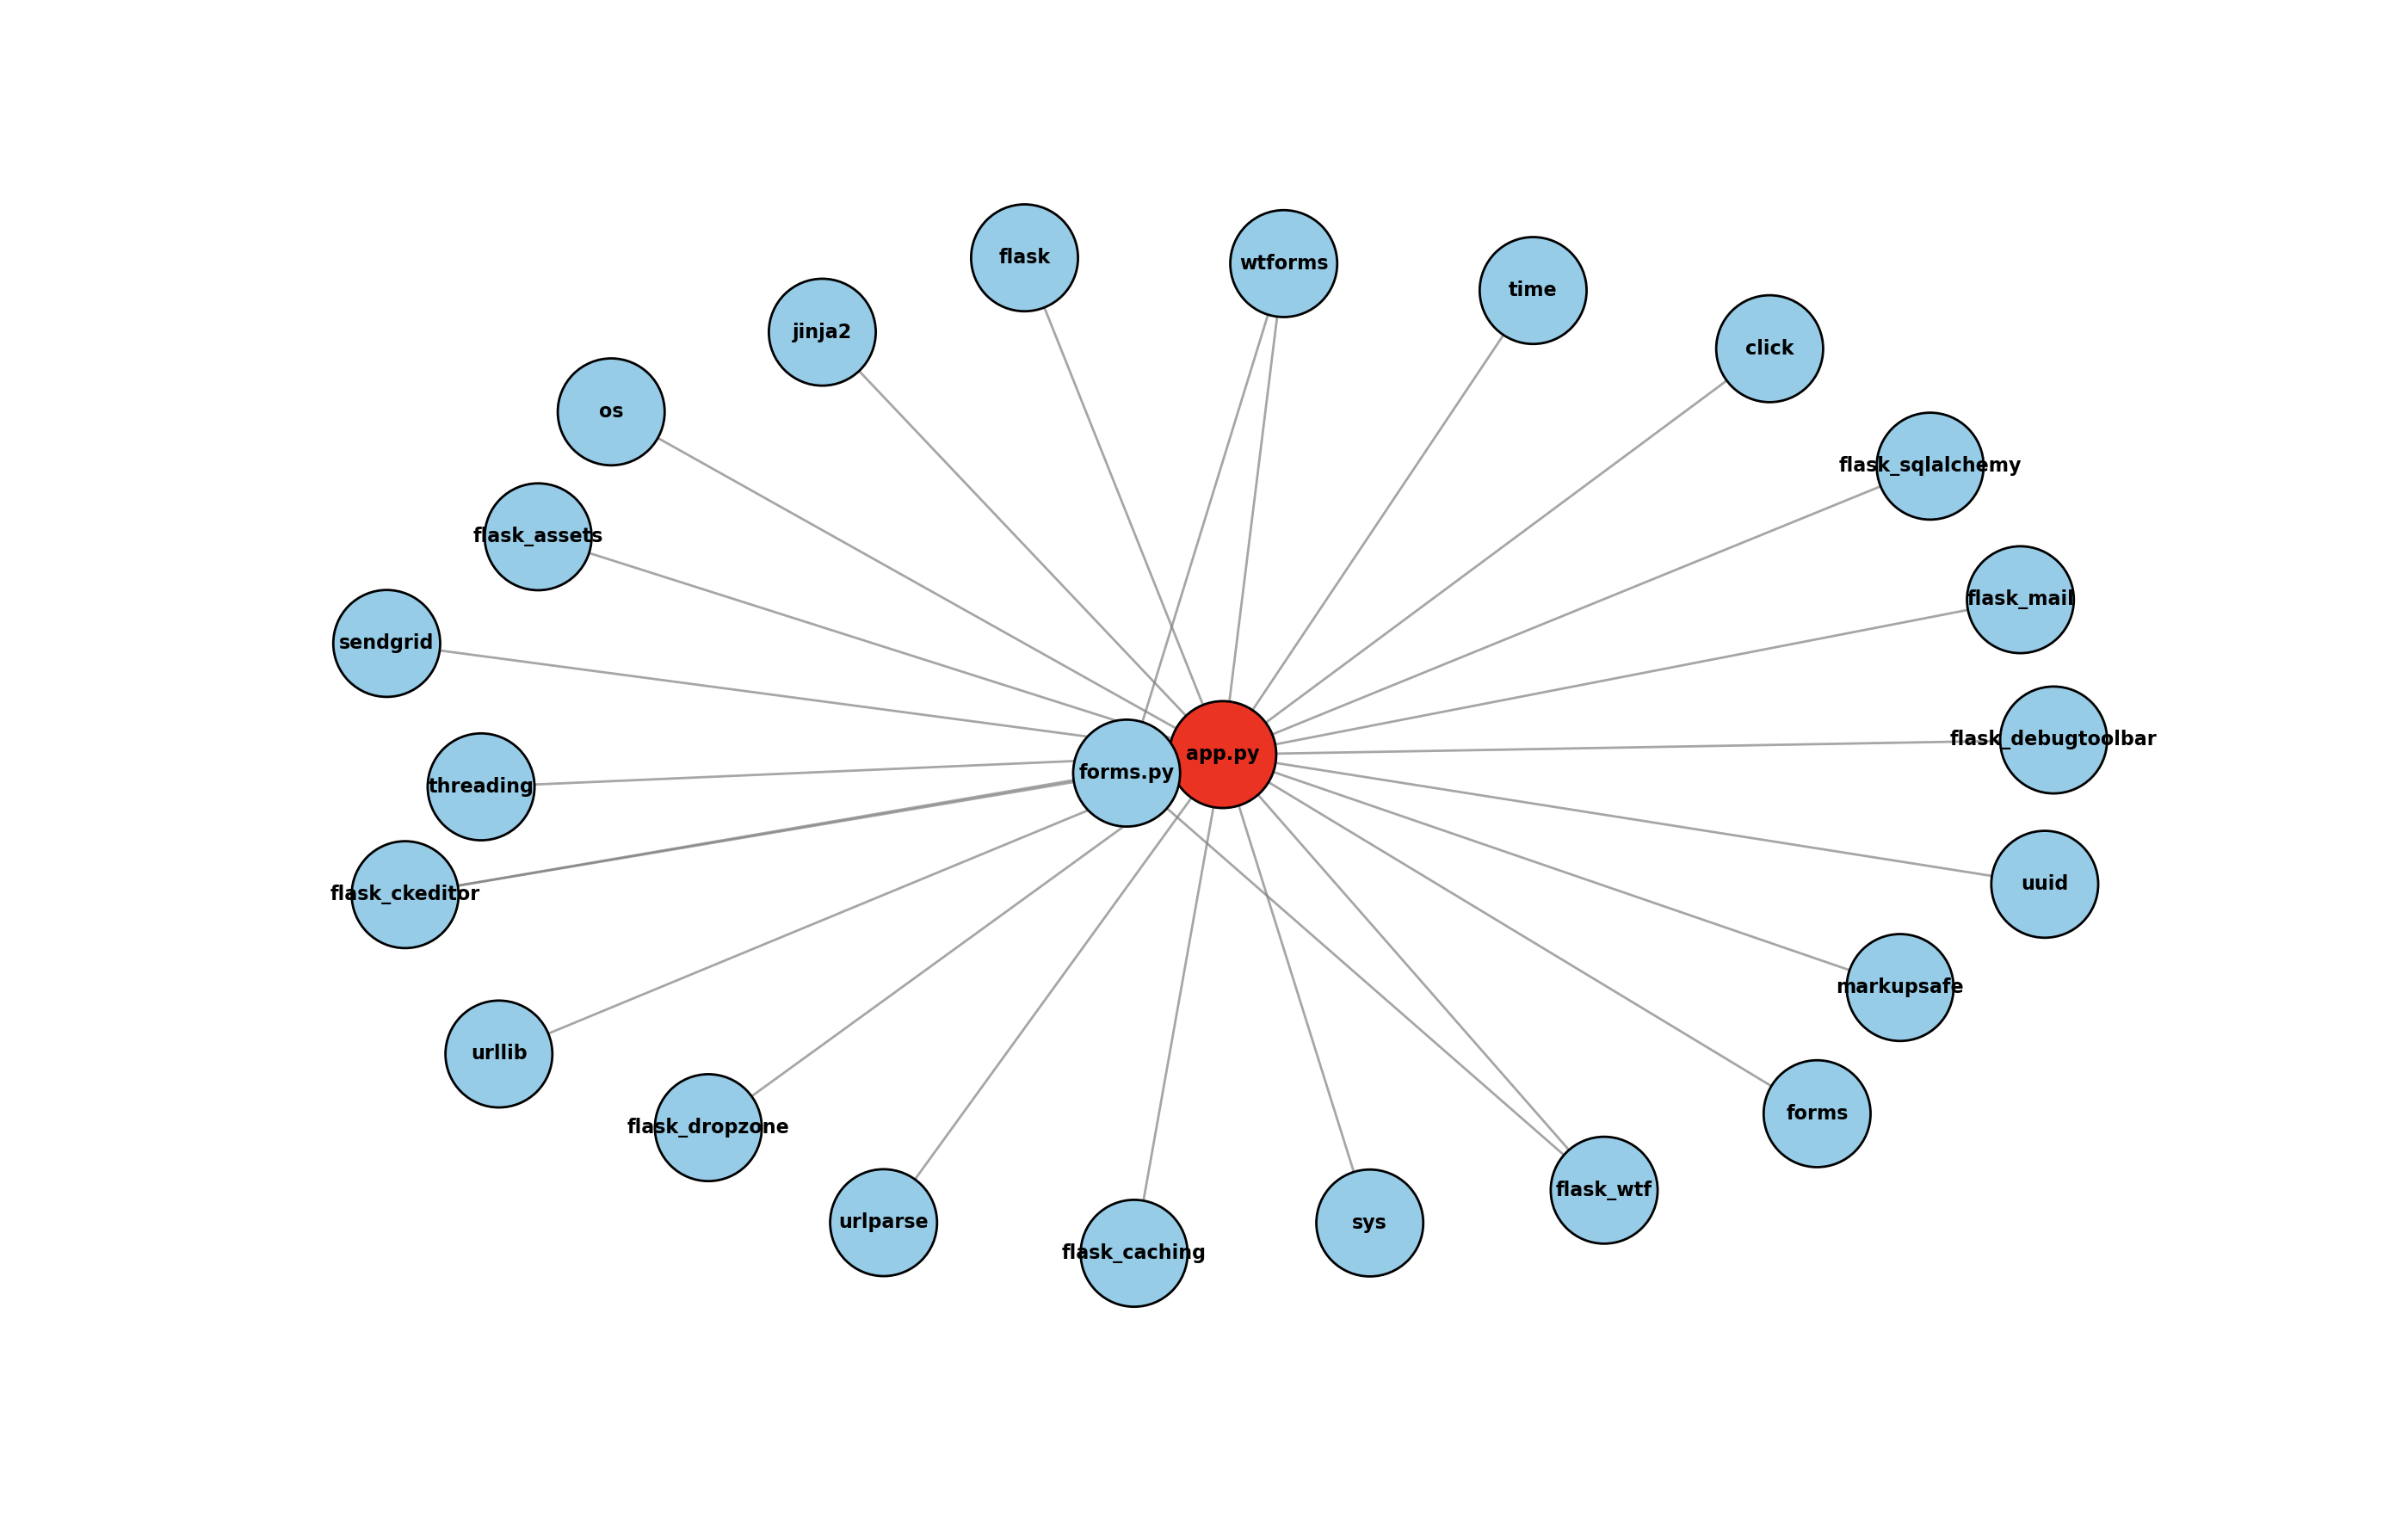 flask
wtforms
time
jinja2
click
os
flask_sqlalchemy
flask_assets
flask_mail
sendgrid
flask_debugtoolbar
app.py
forms.py
threading
uuid
flask_ckeditor
markupsafe
urllib
forms
flask_dropzone
flask_wtf
urlparse
sys
flask_caching